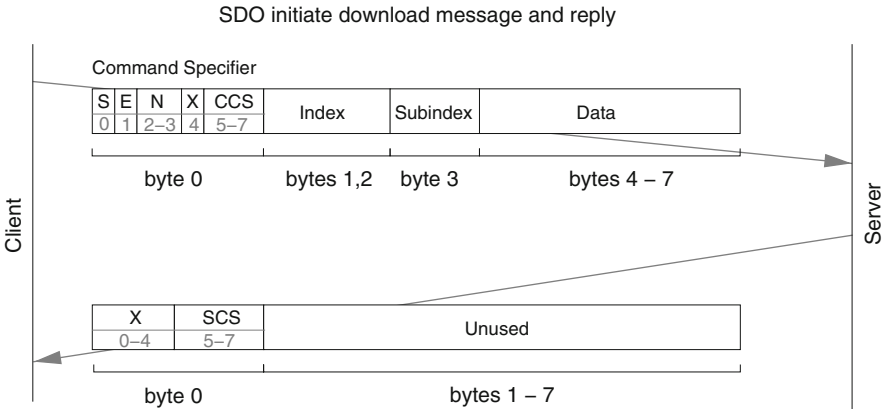 SDO initiate download message and reply
Command Specifier
S E N X CCS Index Subindex Data
0 1 2–3 4 5–7
byte 0 bytes 1,2 byte 3 bytes 4 – 7
Client
Server
X SCS Unused
0–4 5–7
byte 0 bytes 1 – 7